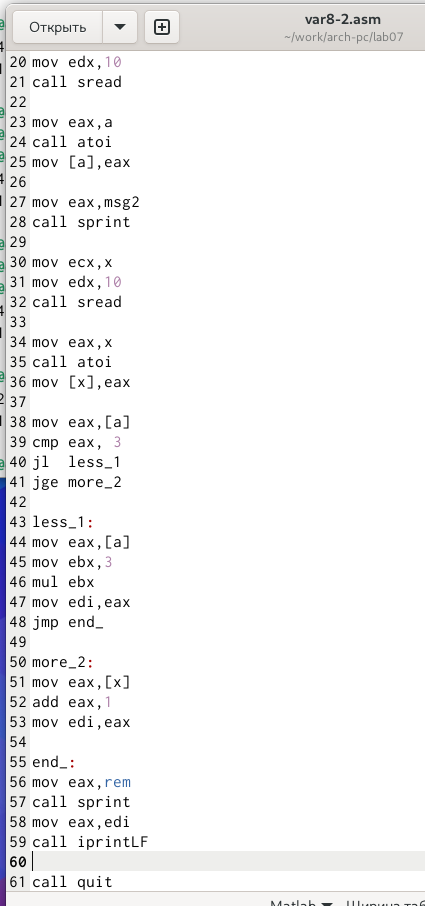 Открыть
var8-2.asm
~/work/arch-pc/lab07
20 mov edx,10
21 call sread
22
23 mov eax,a
24 call atoi
25 mov [a],eax
26
27 mov eax,msg2
28 call sprint
29
30 mov ecx,x
31 mov edx,10
32 call sread
33
34 mov eax,x
35 call atoi
36 mov [x],eax
37
38 mov eax,[a]
39 cmp eax, 3
40 jl  less_1
41 jge more_2
42
43 less_1:
44 mov eax,[a]
45 mov ebx,3
46 mul ebx
47 mov edi,eax
48 jmp end_
49
50 more_2:
51 mov eax,[x]
52 add eax,1
53 mov edi,eax
54
55 end_:
56 mov eax,rem
57 call sprint
58 mov eax,edi
59 call iprintLF
60
61 call quit
Matlab Ширина таб